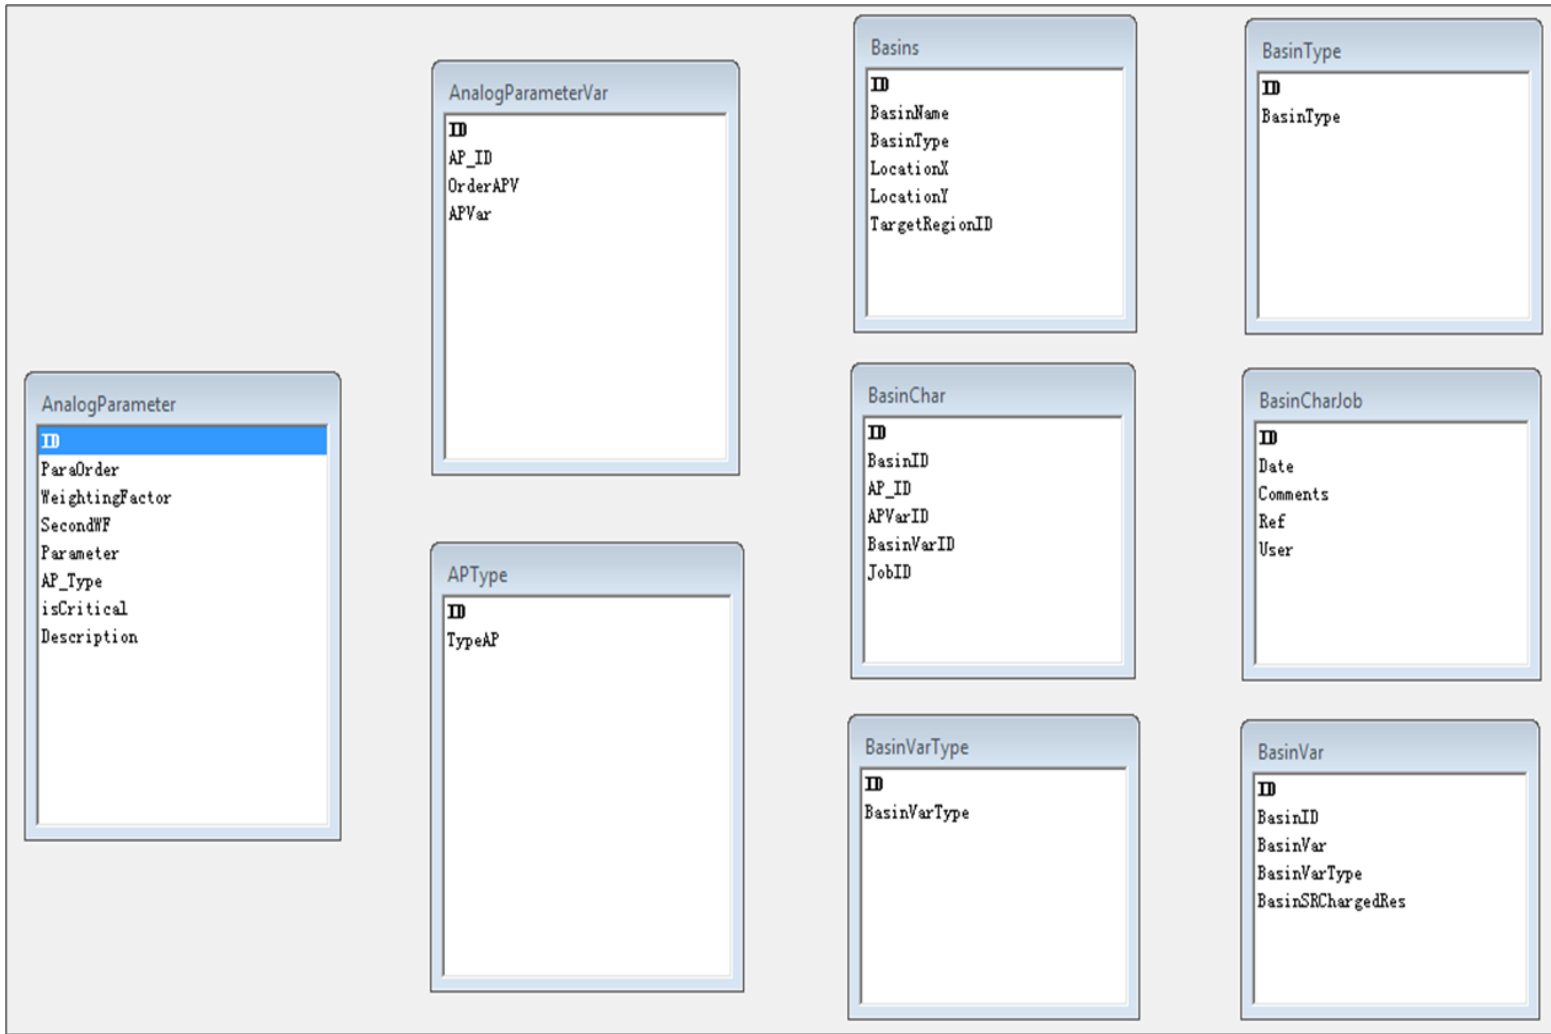 AnalogParameter
ID
ParaOrder
WeightingFactor
SecondWF
Parameter
AP_Type
isCritical
Description
AnalogParameterVar
ID
AP_ID
OrderAPV
APVar
APType
ID
TypeAP
Basins
ID
BasinName
BasinType
LocationX
LocationY
TargetRegionID
BasinChar
ID
BasinID
AP_ID
APVarID
BasinVarID
JobID
BasinVarType
ID
BasinVarType
BasinType
ID
BasinType
BasinCharJob
ID
Date
Comments
Ref
User
BasinVar
ID
BasinID
BasinVar
BasinVarType
BasinSRChargedRes